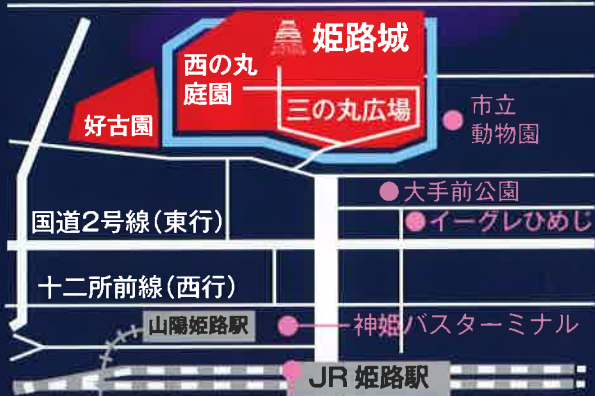 姫路城
西の丸
庭園
三の丸広場
好古園
市立
動物園
大手前公園
国道2号線(東行)
イーグレひめじ
十二所前線(西行)
山陽姫路駅
神姫バスターミナル
JR 姫路駅